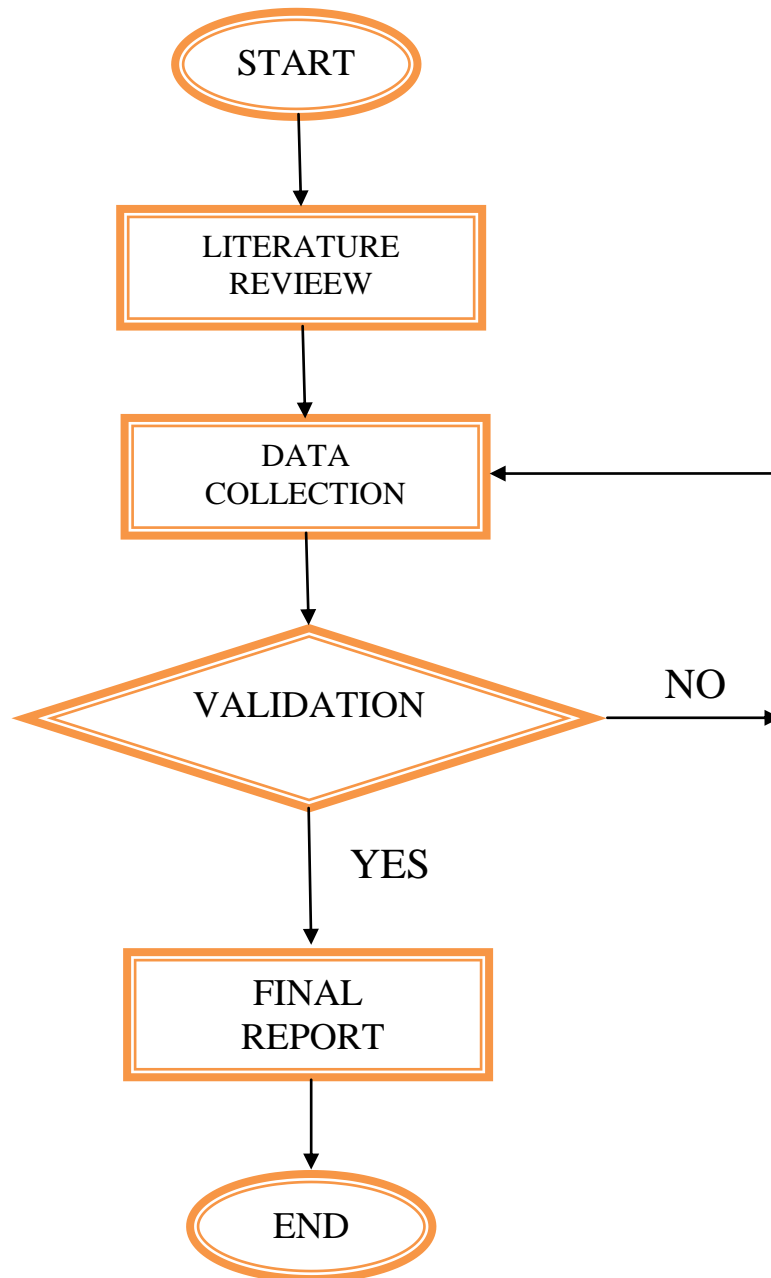 START
LITERATURE
REVIEEW
DATA
COLLECTION
VALIDATION
NO
YES
FINAL
REPORT
END